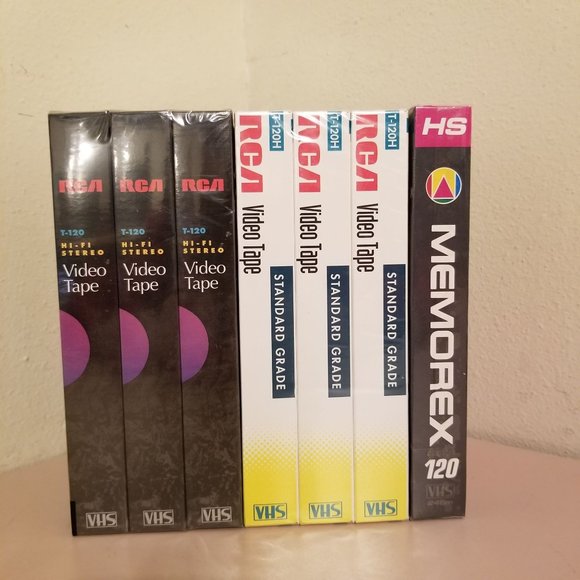 RCA
T-120
HI-FI
STEREO
Video
Tape
VHS
RCA
T-120
HI-FI
STEREO
Video
Tape
VHS
RCA
T-120
HI-FI
STEREO
Video
Tape
VHS
T-120H
RCA
Video Tape
STANDARD GRADE
VHS
T-120H
RCA
Video Tape
STANDARD GRADE
VHS
T-120H
RCA
Video Tape
STANDARD GRADE
VHS
HS
MEMOREX
120
VHS